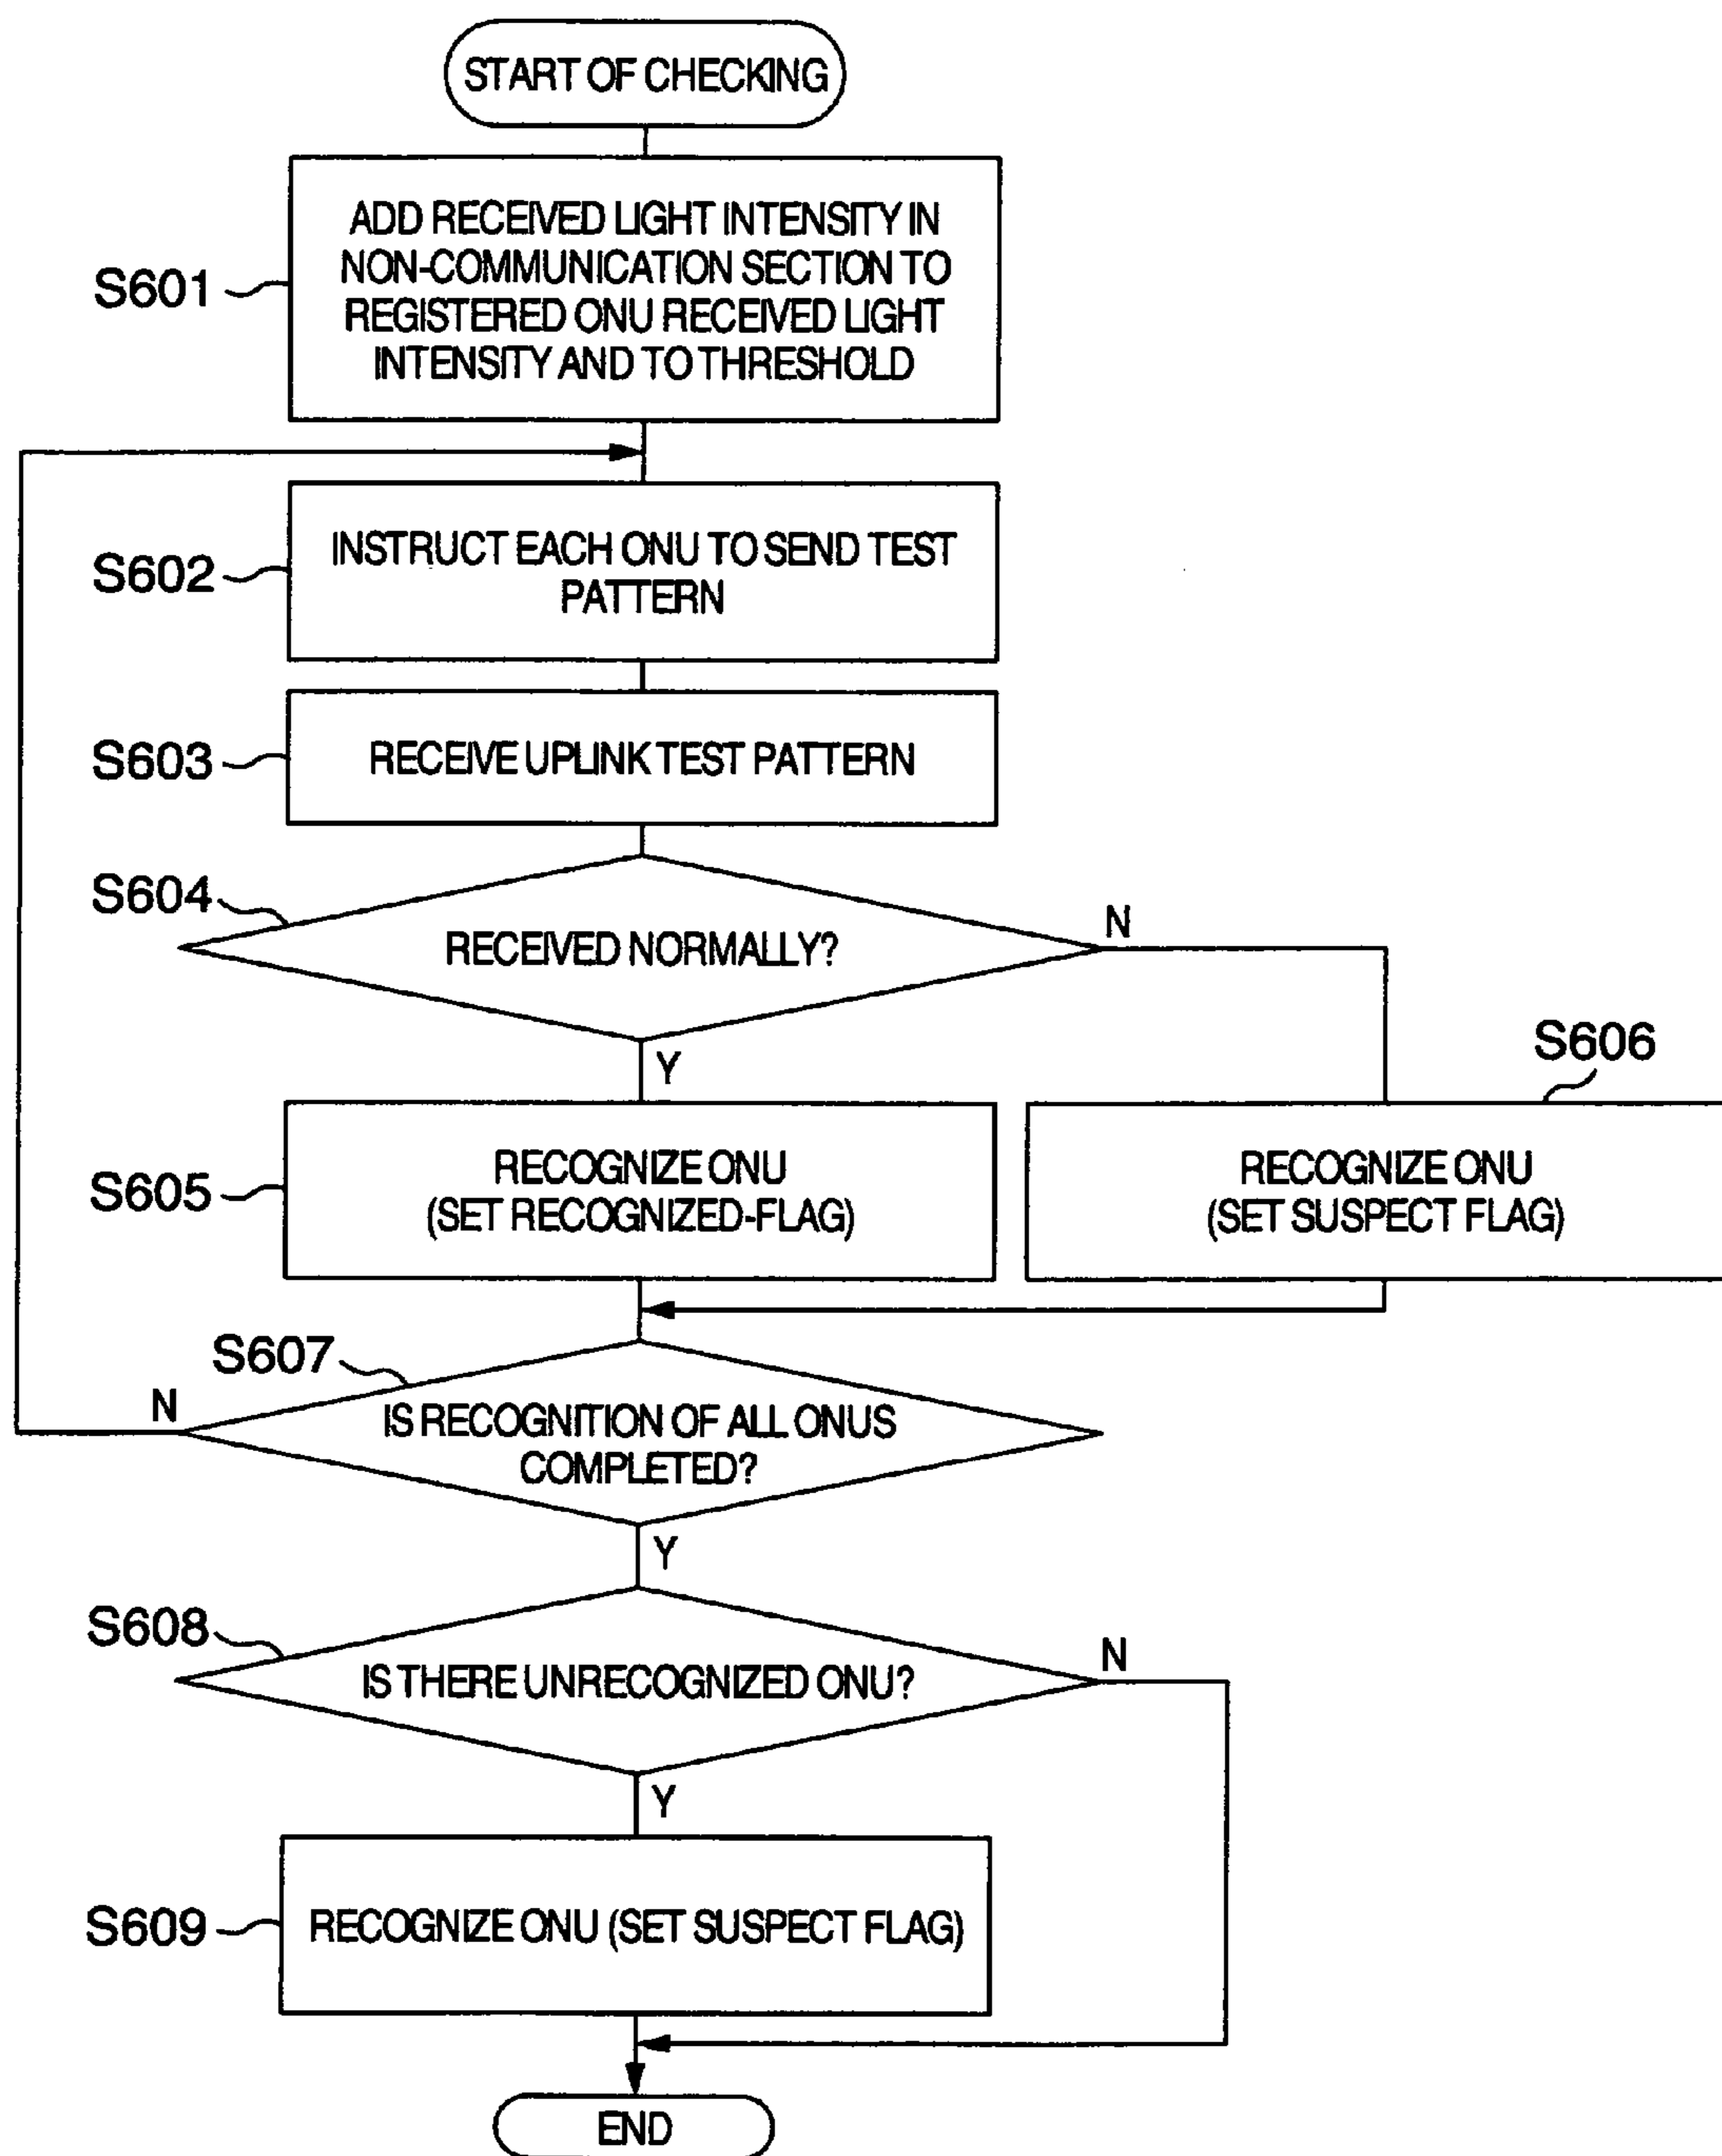 START OF CHECKING
S601
ADD RECEIVED LIGHT INTENSITY IN
NON-COMMUNICATION SECTION TO
REGISTERED ONU RECEIVED LIGHT
INTENSITY AND TO THRESHOLD
S602
INSTRUCT EACH ONU TO SEND TEST
PATTERN
S603
RECEIVE UPLINK TEST PATTERN
S604
RECEIVED NORMALLY?
N
Y
S606
S605
RECOGNIZE ONU
(SET RECOGNIZED-FLAG)
RECOGNIZE ONU
(SET SUSPECT FLAG)
S607
N
IS RECOGNITION OF ALL ONUS
COMPLETED?
Y
S608
IS THERE UNRECOGNIZED ONU?
N
Y
S609
RECOGNIZE ONU (SET SUSPECT FLAG)
END